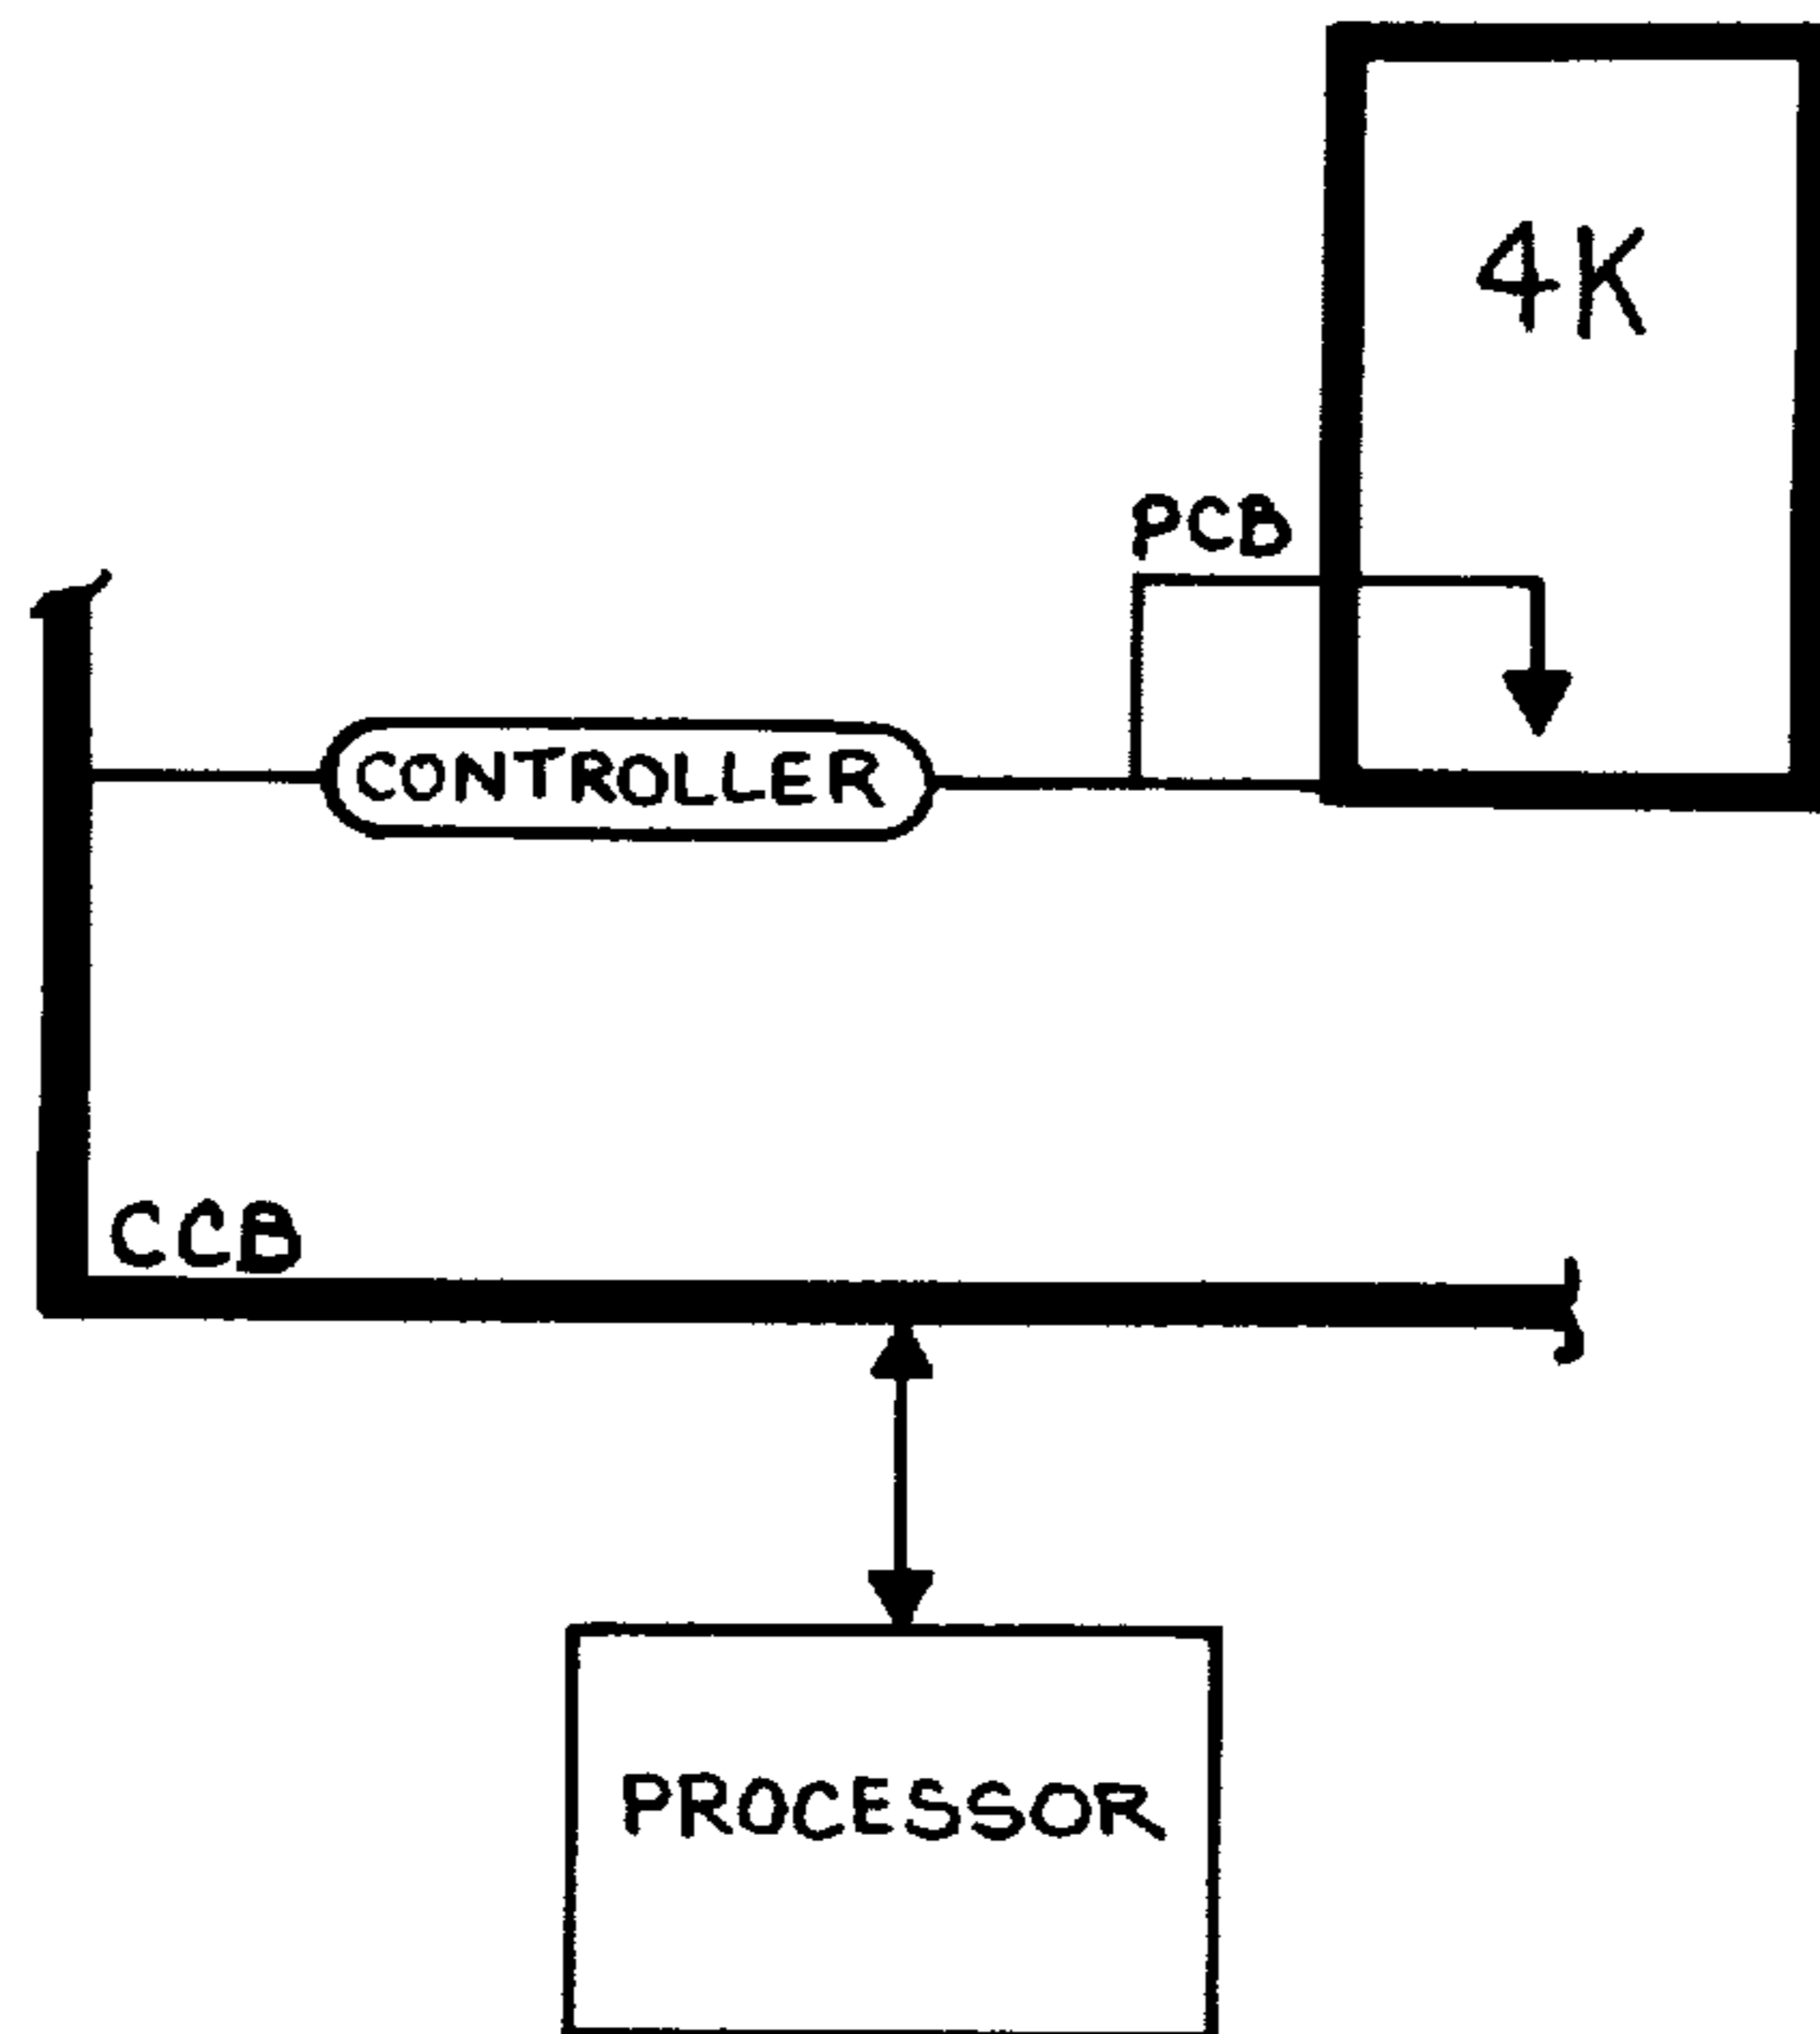 4K
PCB
CONTROLLER
CCB
PROCESSOR